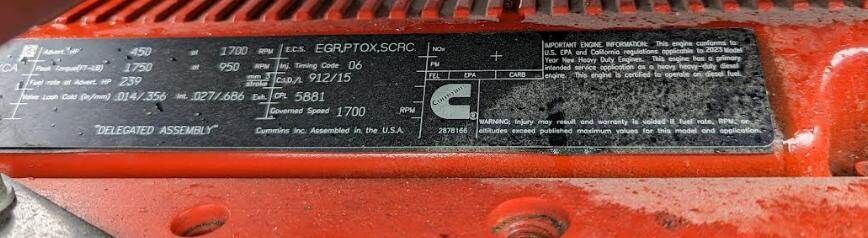 Advert. HP 450 at 1700 RPM
Peak Torque(FT-LB) 1750 at 950 RPM
Fuel rate at Advert. HP 239 mm 3 stroke
Valve Lash Cold (in/mm) .014/.356 Int. .027/.686 Exh.
"DELEGATED ASSEMBLY"
E.C.S. EGR,PTOX,SCRC.
Inj. Timing Code 06
C.I.D./L 912/15
CPL 5881
Governed Speed 1700 RPM
Cummins Inc. Assembled in the U.S.A.
NOx
PM
FEL EPA CARB
Cummins
®
2878166
IMPORTANT ENGINE INFORMATION: This engine conforms to
U.S. EPA and California regulations applicable to 2023 Model
Year New Heavy Duty Engines. This engine has a primary
intended service application as a heavy heavy-duty diesel
engine. This engine is certified to operate on diesel fuel.
WARNING: Injury may result and warranty is voided if fuel rate, RPM, or
altitudes exceed published maximum values for this model and application.